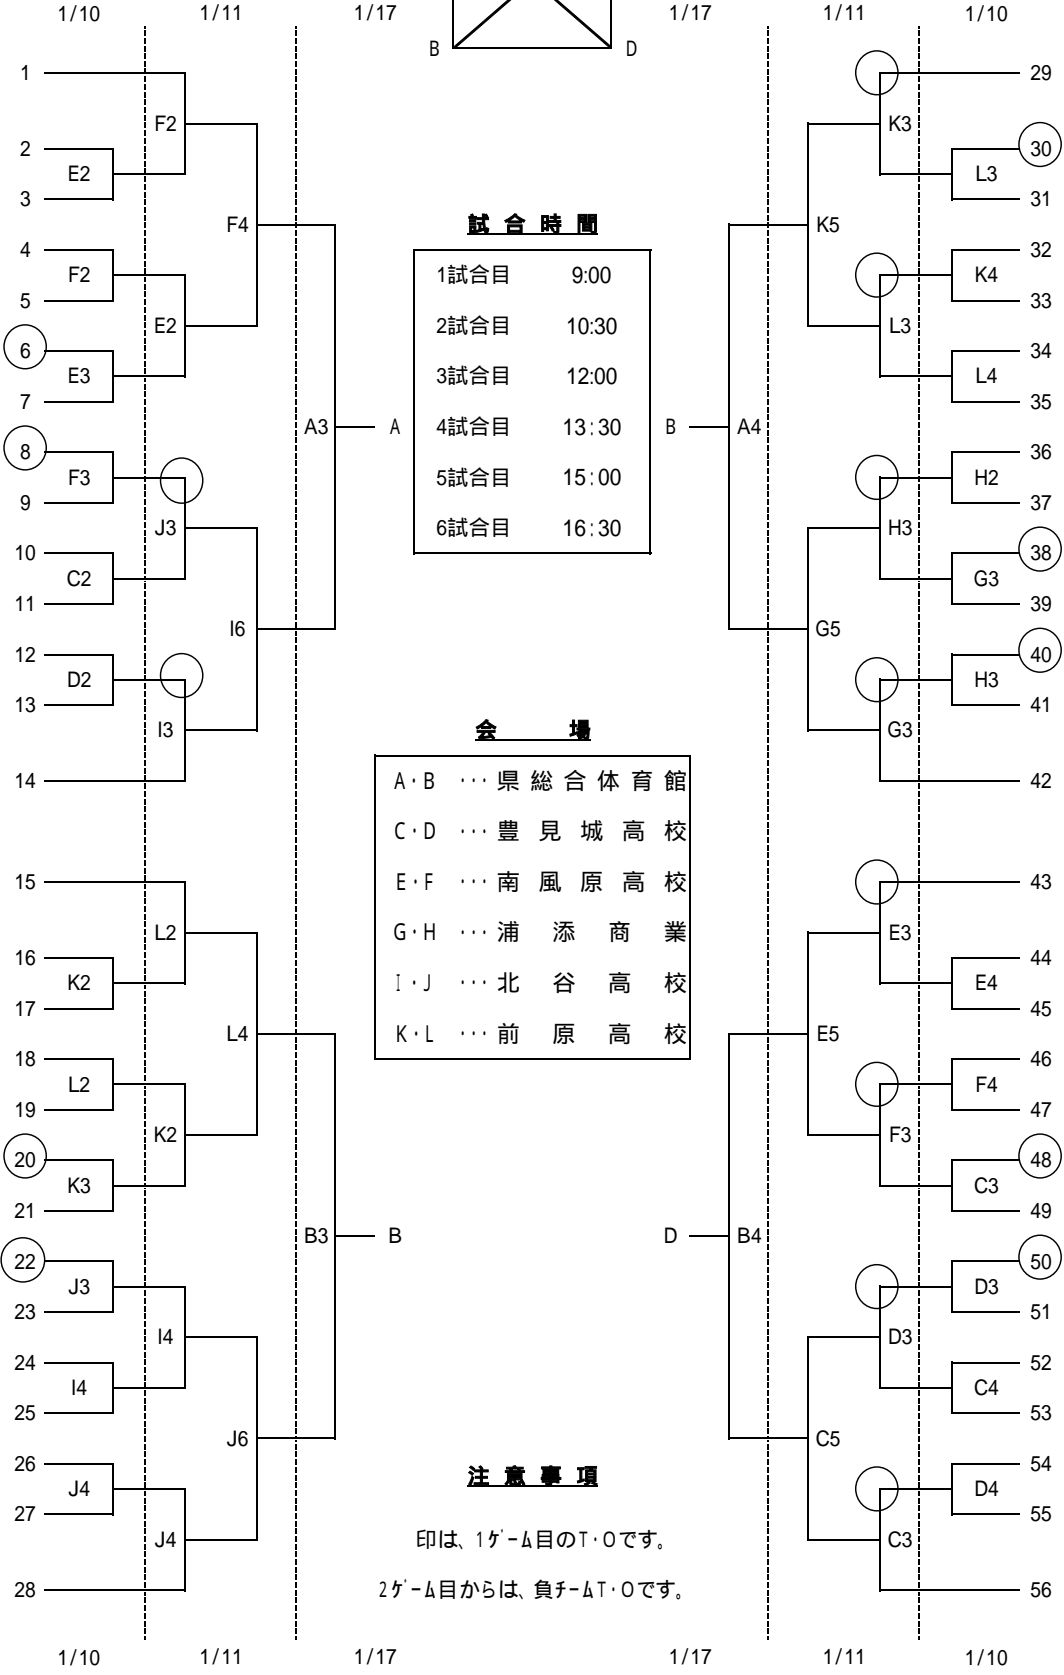 1/10 1/11 1/17 1/17 1/11 1/10
B D
1 29
F2 K3
2 30
E2 L3
3 31
F4 試合時間 K5
4 32
F2 1試合目 9:00 K4
5 33
E2 2試合目 10:30 L3
6 34
E3 3試合目 12:00 L4
7 35
A3 A 4試合目 13:30 B A4
8 36
F3 5試合目 15:00 H2
9 37
J3 6試合目 16:30 H3
10 38
C2 G3
11 39
I6 G5
12 40
D2 H3
13 41
I3 会場 G3
14 A・B ・・・県総合体育館 42
C・D ・・・豊見城高校
15 E・F ・・・南風原高校 43
L2 G・H ・・・浦添商業 E3
16 44
K2 I・J ・・・北谷高校 E4
17 45
L4 K・L ・・・前原高校 E5
18 46
L2 F4
19 47
K2 F3
20 48
K3 C3
21 49
B3 B D B4
22 50
J3 D3
23 51
I4 D3
24 52
I4 C4
25 53
J6 C5
26 注意事項 54
J4 D4
27 55
J4 印は、1ゲーム目のT・Oです。 C3
28 2ゲーム目からは、負チームT・Oです。 56
1/10 1/11 1/17 1/17 1/11 1/10